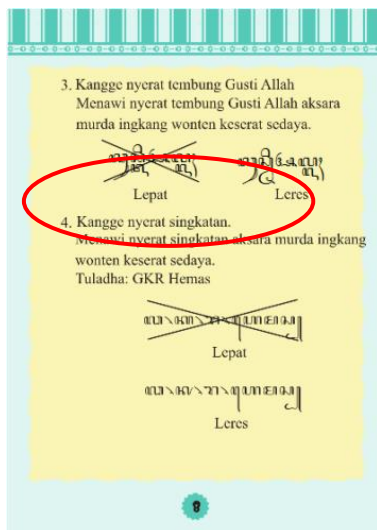 3. Kangge nyerat tembung Gusti Allah
Menawi nyerat tembung Gusti Allah aksara
murda ingkang wonten keserat sedaya.
Lepat Leres
4. Kangge nyerat singkatan.
Menawi nyerat singkatan aksara murda ingkang
wonten keserat sedaya.
Tuladha: GKR Hemas
Lepat
Leres
8